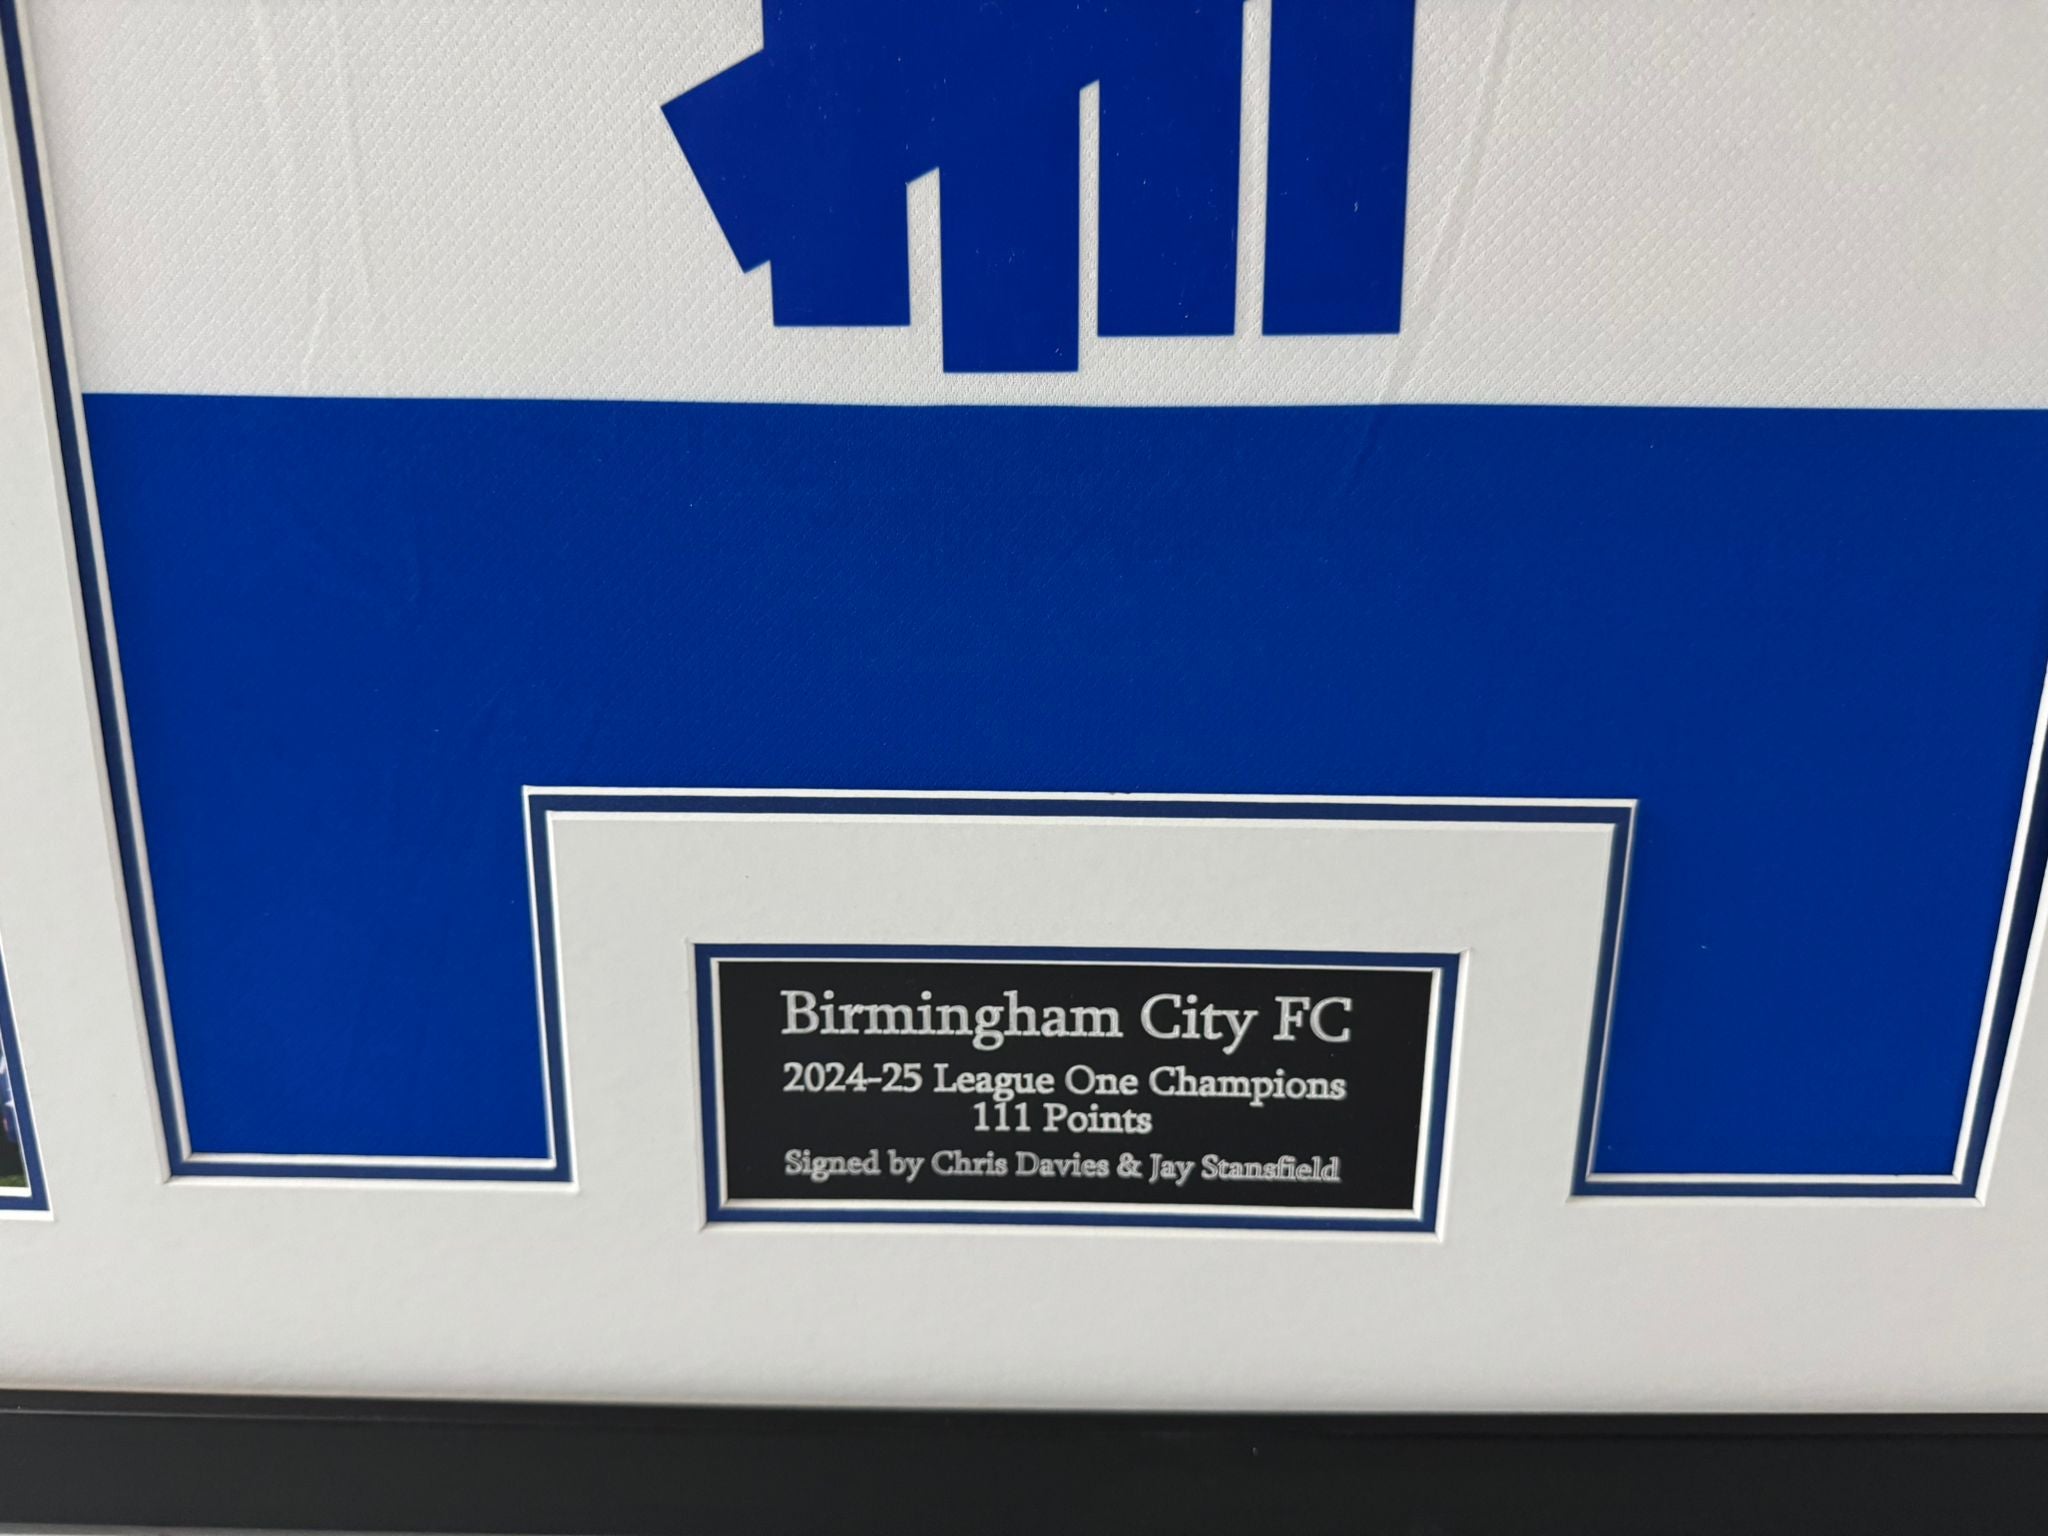 Birmingham City FC
2024-25 League One Champions
111 Points
Signed by Chris Davies & Jay Stansfield